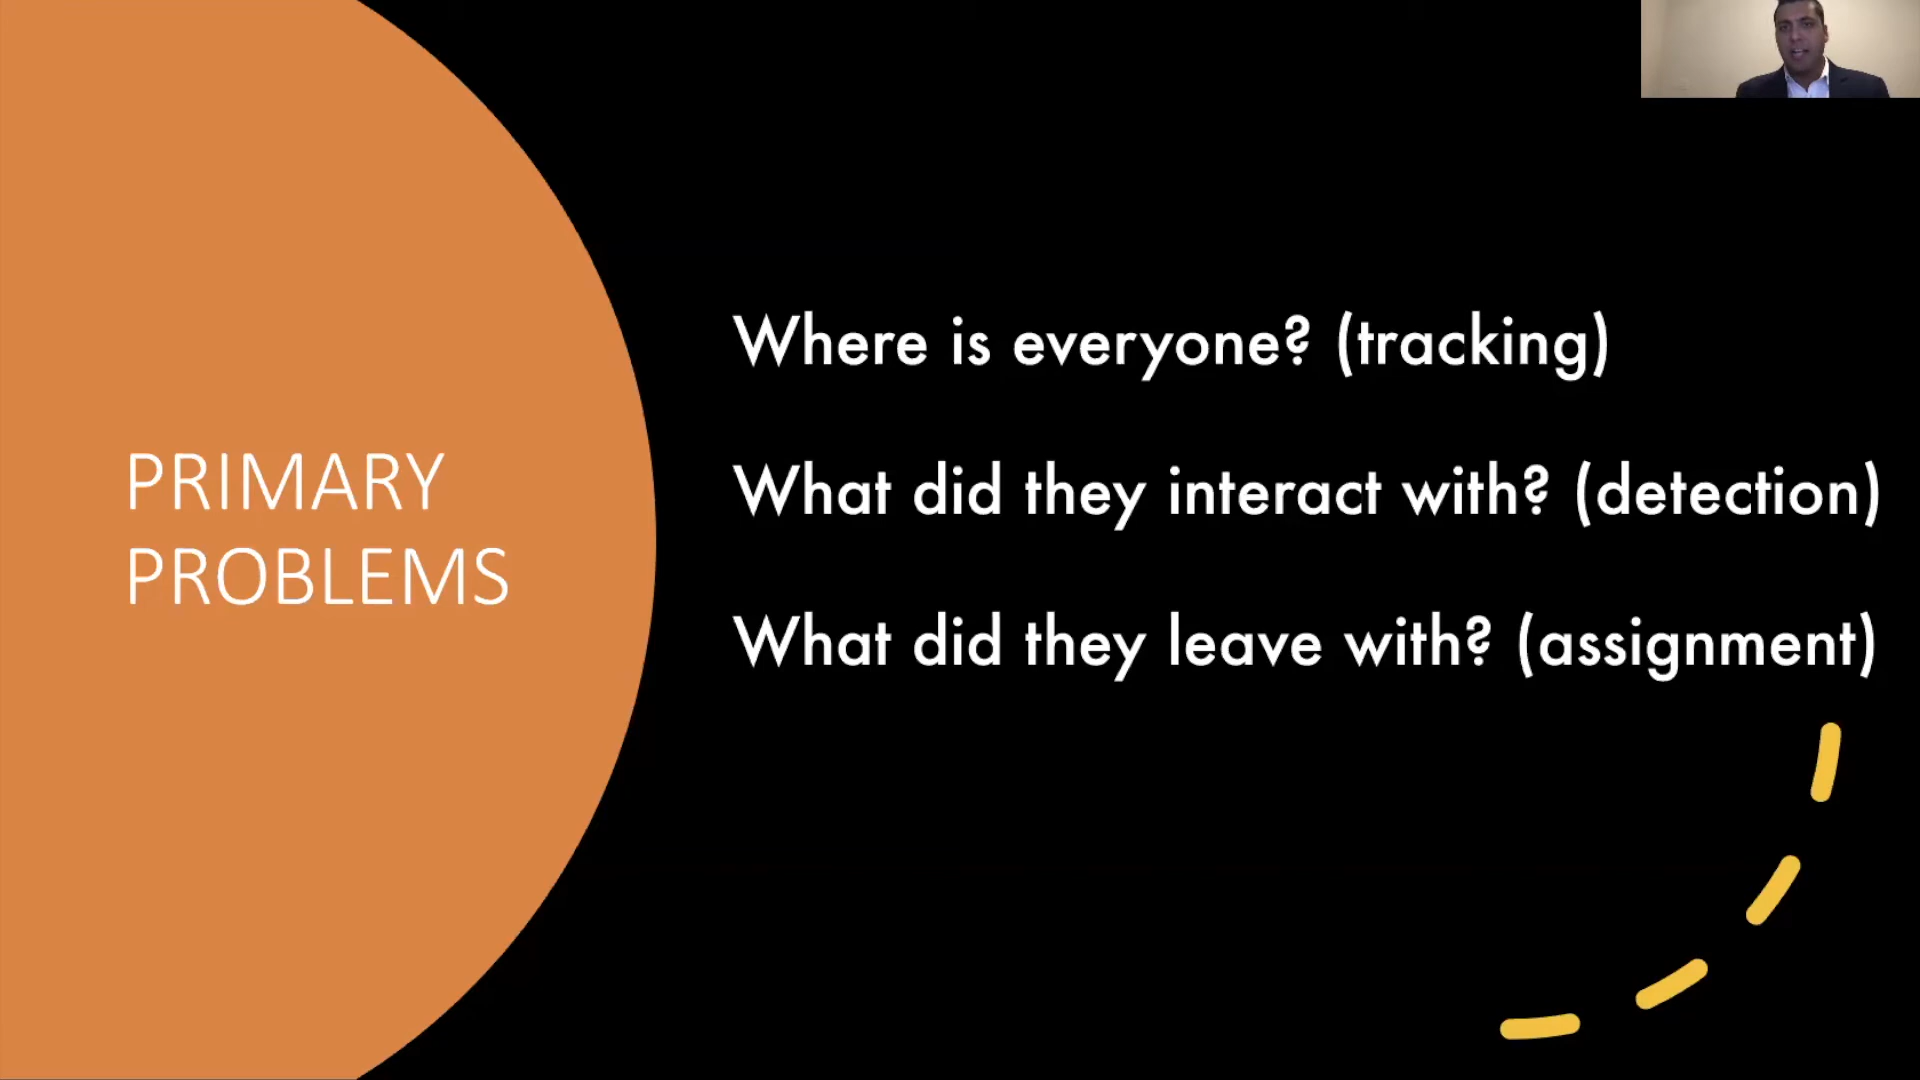 PRIMARY
PROBLEMS
Where is everyone? (tracking)
What did they interact with? (detection)
What did they leave with? (assignment)